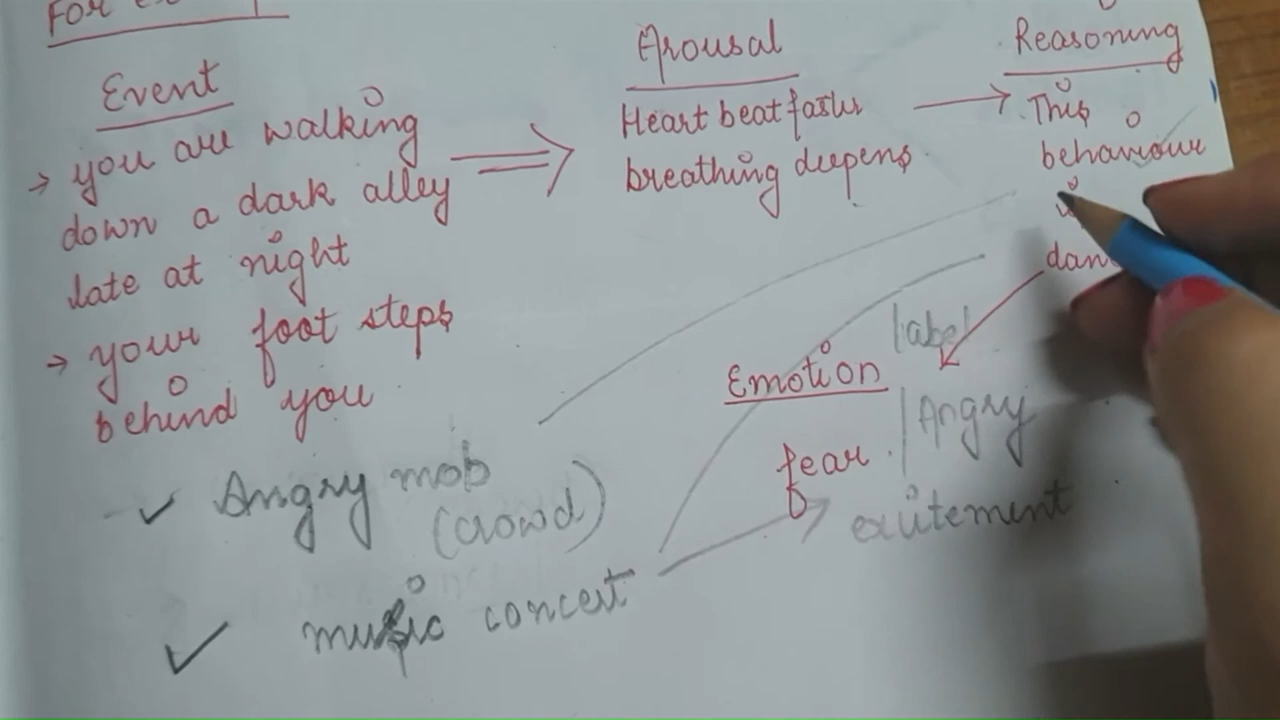 For
Event
→ you are walking
down a dark alley
late at night
→ your foot steps
behind you
Arousal
Heart beat faster
breathing deepens
Reasoning
This
behaviour
label
Emotion
fear / Angry
excitement
✓ Angry mob
(crowd)
✓ music concert